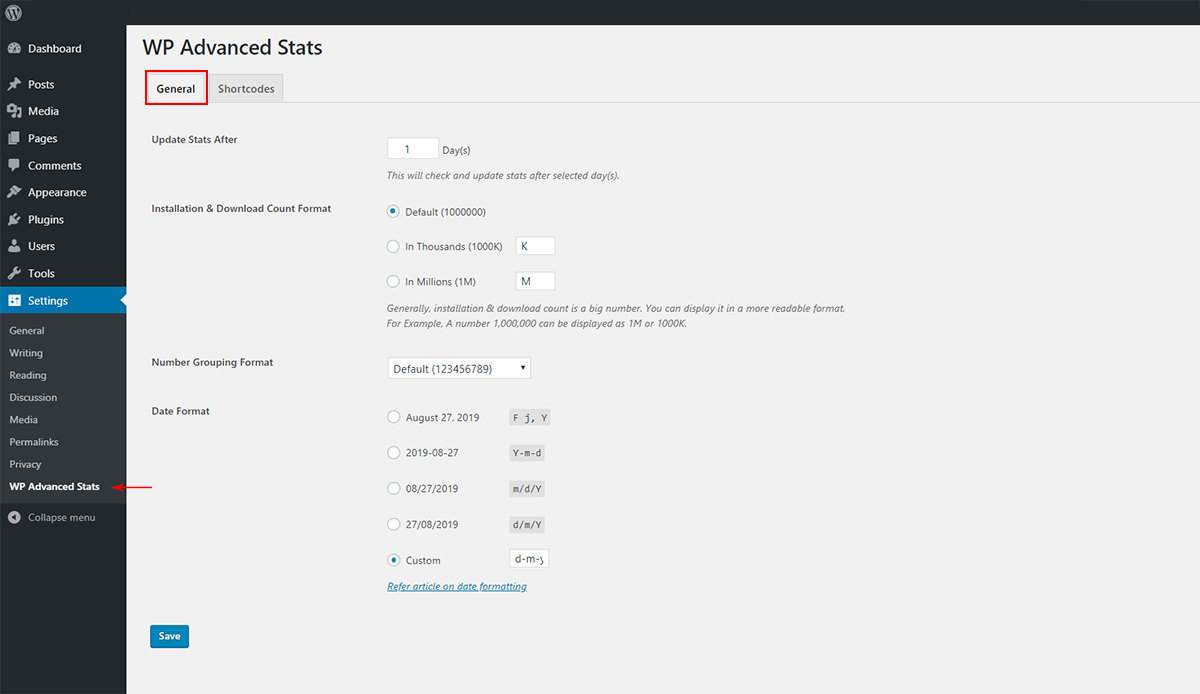 WP Advanced Stats
Dashboard
Posts
Media
Pages
Comments
Appearance
Plugins
Users
Tools
Settings
General
Writing
Reading
Discussion
Media
Permalinks
Privacy
WP Advanced Stats
Collapse menu
General Shortcodes
Update Stats After
1 Day(s)
This will check and update stats after selected day(s).
Installation & Download Count Format
Default (1000000)
In Thousands (1000K) K
In Millions (1M) M
Generally, installation & download count is a big number. You can display it in a more readable format.
For Example, A number 1,000,000 can be displayed as 1M or 1000K.
Number Grouping Format
Default (123456789)
Date Format
August 27, 2019 F j, Y
2019-08-27 Y-m-d
08/27/2019 m/d/Y
27/08/2019 d/m/Y
Custom d-m-y
Refer article on date formatting
Save